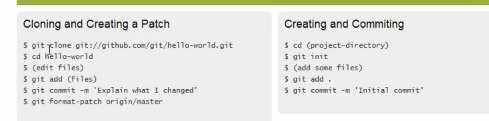 Cloning and Creating a Patch
$ git clone git://github.com/git/hello-world.git
$ cd hello-world
$ (edit files)
$ git add (files)
$ git commit -m 'Explain what I changed'
$ git format-patch origin/master
Creating and Commiting
$ cd (project-directory)
$ git init
$ (add some files)
$ git add .
$ git commit -m 'Initial commit'